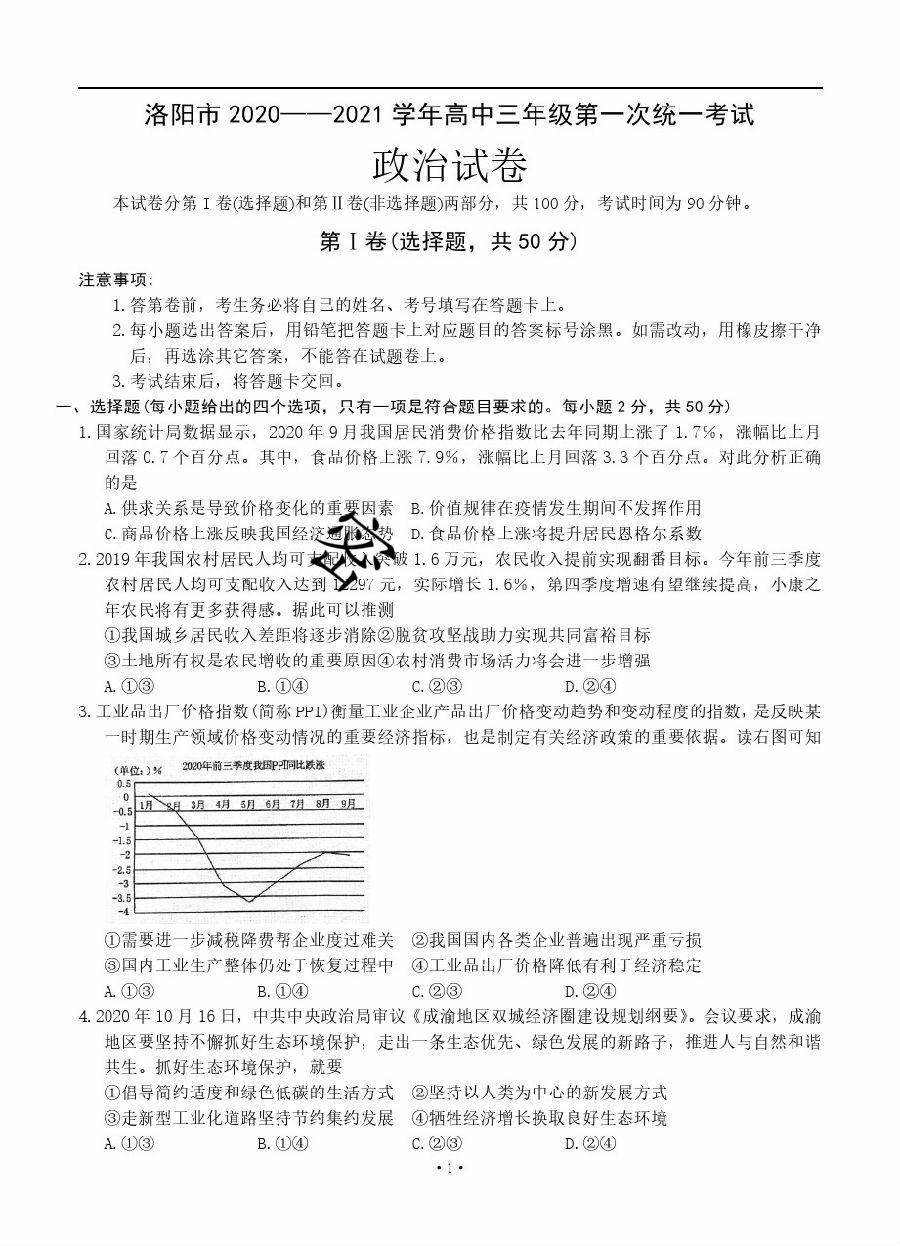 洛阳市 2020——2021 学年高中三年级第一次统一考试
政治试卷
本试卷分第 I 卷(选择题)和第 II 卷(非选择题)两部分，共 100 分，考试时间为 90 分钟。
第 I 卷(选择题，共 50 分)
注意事项：
1. 答第卷前，考生务必将自己的姓名、考号填写在答题卡上。
2. 每小题选出答案后，用铅笔把答题卡上对应题目的答案标号涂黑。如需改动，用橡皮擦干净
后，再选涂其它答案，不能答在试题卷上。
3. 考试结束后，将答题卡交回。
一、选择题(每小题给出的四个选项，只有一项是符合题目要求的。每小题 2 分，共 50 分)
1. 国家统计局数据显示，2020 年 9 月我国居民消费价格指数比去年同期上涨了 1.7%，涨幅比上月
回落 0.7 个百分点。其中，食品价格上涨 7.9%，涨幅比上月回落 3.3 个百分点。对此分析正确
的是
A. 供求关系是导致价格变化的重要因素 B. 价值规律在疫情发生期间不发挥作用
C. 商品价格上涨反映我国经济通胀态势 D. 食品价格上涨将提升居民恩格尔系数
密
2. 2019 年我国农村居民人均可支配收入突破 1.6 万元，农民收入提前实现翻番目标。今年前三季度
农村居民人均可支配收入达到 12297 元，实际增长 1.6%，第四季度增速有望继续提高，小康之
年农民将有更多获得感。据此可以推测
①我国城乡居民收入差距将逐步消除②脱贫攻坚战助力实现共同富裕目标
③土地所有权是农民增收的重要原因④农村消费市场活力将会进一步增强
A. ①③ B. ①④ C. ②③ D. ②④
3. 工业品出厂价格指数(简称 PPI)衡量工业企业产品出厂价格变动趋势和变动程度的指数，是反映某
一时期生产领域价格变动情况的重要经济指标，也是制定有关经济政策的重要依据。读右图可知
(单位：)% 2020年前三季度我国PPI同比跌涨
0.5
0
1月 2月 3月 4月 5月 6月 7月 8月 9月
-0.5
-1
-1.5
-2
-2.5
-3
-3.5
-4
①需要进一步减税降费帮企业度过难关 ②我国国内各类企业普遍出现严重亏损
③国内工业生产整体仍处于恢复过程中 ④工业品出厂价格降低有利于经济稳定
A. ①③ B. ①④ C. ②③ D. ②④
4. 2020 年 10 月 16 日，中共中央政治局审议《成渝地区双城经济圈建设规划纲要》。会议要求，成渝
地区要坚持不懈抓好生态环境保护，走出一条生态优先、绿色发展的新路子，推进人与自然和谐
共生。抓好生态环境保护，就要
①倡导简约适度和绿色低碳的生活方式 ②坚持以人类为中心的新发展方式
③走新型工业化道路坚持节约集约发展 ④牺牲经济增长换取良好生态环境
A. ①③ B. ①④ C. ②③ D. ②④
·1·